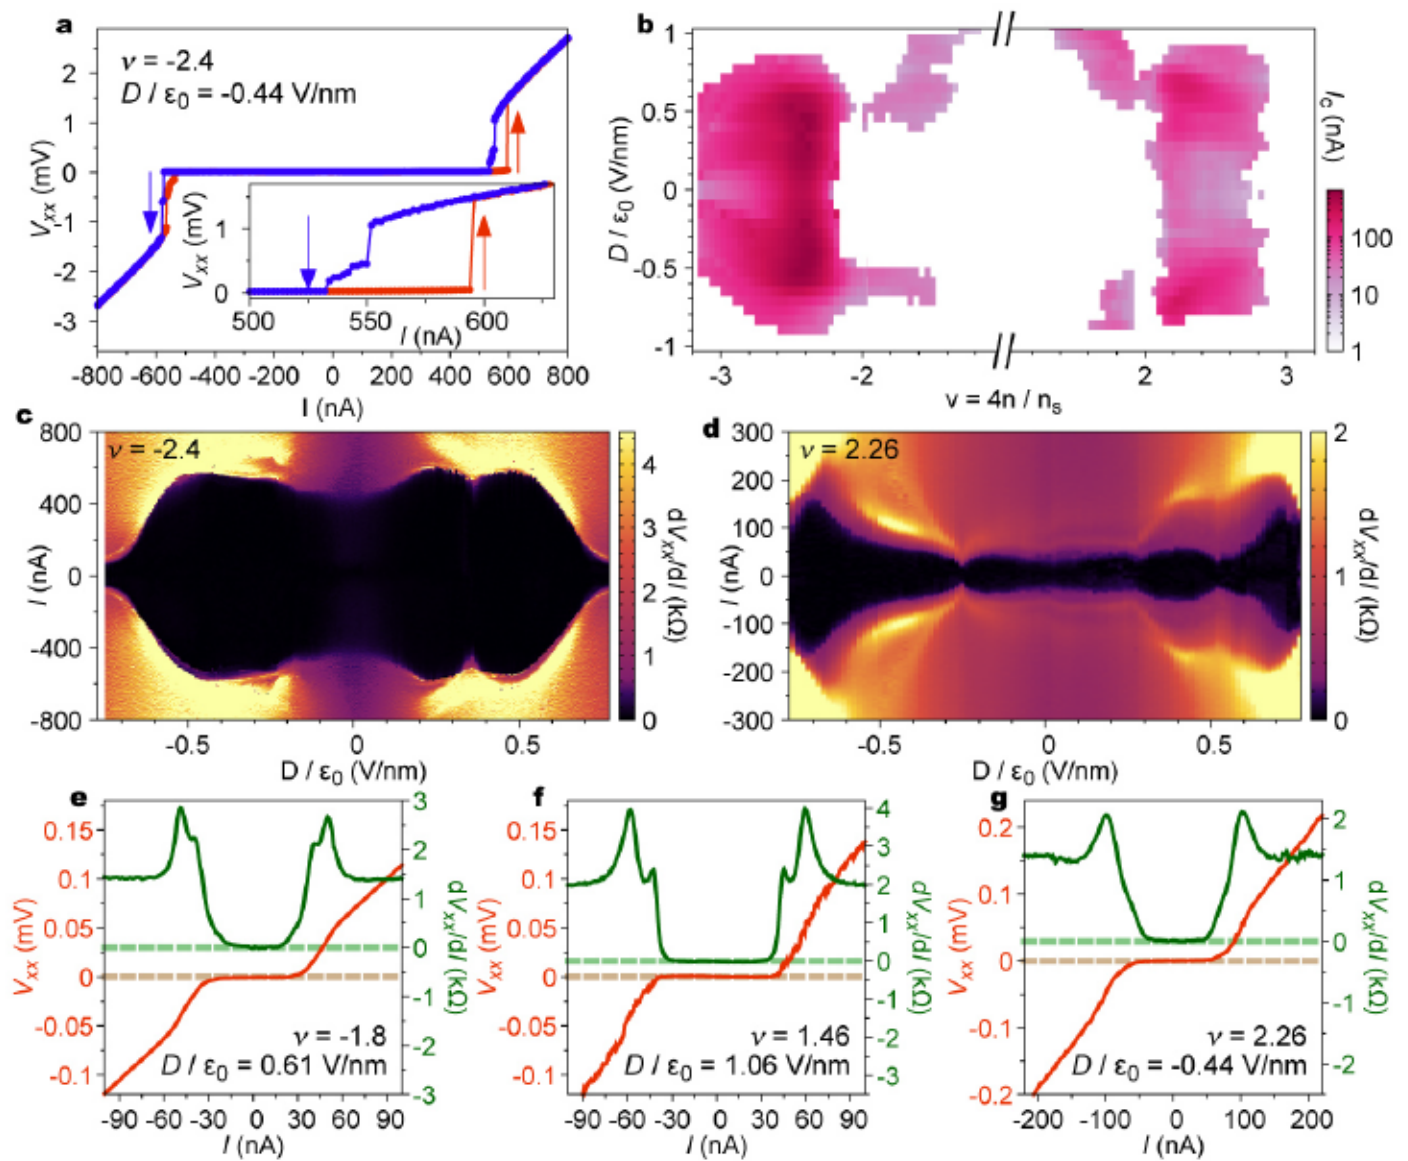 a
ν = -2.4
D / ε₀ = -0.44 V/nm
2
1
0
-1
-2
-3
Vxx (mV)
-800 -600 -400 -200 0 200 400 600 800
I (nA)
Vxx (mV)
1
0
500 550 600
I (nA)
b
1
0.5
0
-0.5
-1
D / ε₀ (V/nm)
-3 -2 2 3
ν = 4n / nₛ
I_c (nA)
100
10
1
c
ν = -2.4
800
400
0
-400
-800
I (nA)
-0.5 0 0.5
D / ε₀ (V/nm)
4
3
2
1
0
dVxx/dI (kΩ)
d
ν = 2.26
300
200
100
0
-100
-200
-300
I (nA)
-0.5 0 0.5
D / ε₀ (V/nm)
2
1
0
dVxx/dI (kΩ)
e
0.15
0.1
0.05
0
-0.05
-0.1
Vxx (mV)
3
2
1
0
-1
-2
-3
dVxx/dI (kΩ)
ν = -1.8
D / ε₀ = 0.61 V/nm
-90 -60 -30 0 30 60 90
I (nA)
f
0.15
0.1
0.05
0
-0.05
-0.1
Vxx (mV)
4
3
2
1
0
-1
-2
-3
dVxx/dI (kΩ)
ν = 1.46
D / ε₀ = 1.06 V/nm
-90 -60 -30 0 30 60 90
I (nA)
g
0.2
0.1
0
-0.1
-0.2
Vxx (mV)
2
1
0
-1
-2
dVxx/dI (kΩ)
ν = 2.26
D / ε₀ = -0.44 V/nm
-200 -100 0 100 200
I (nA)